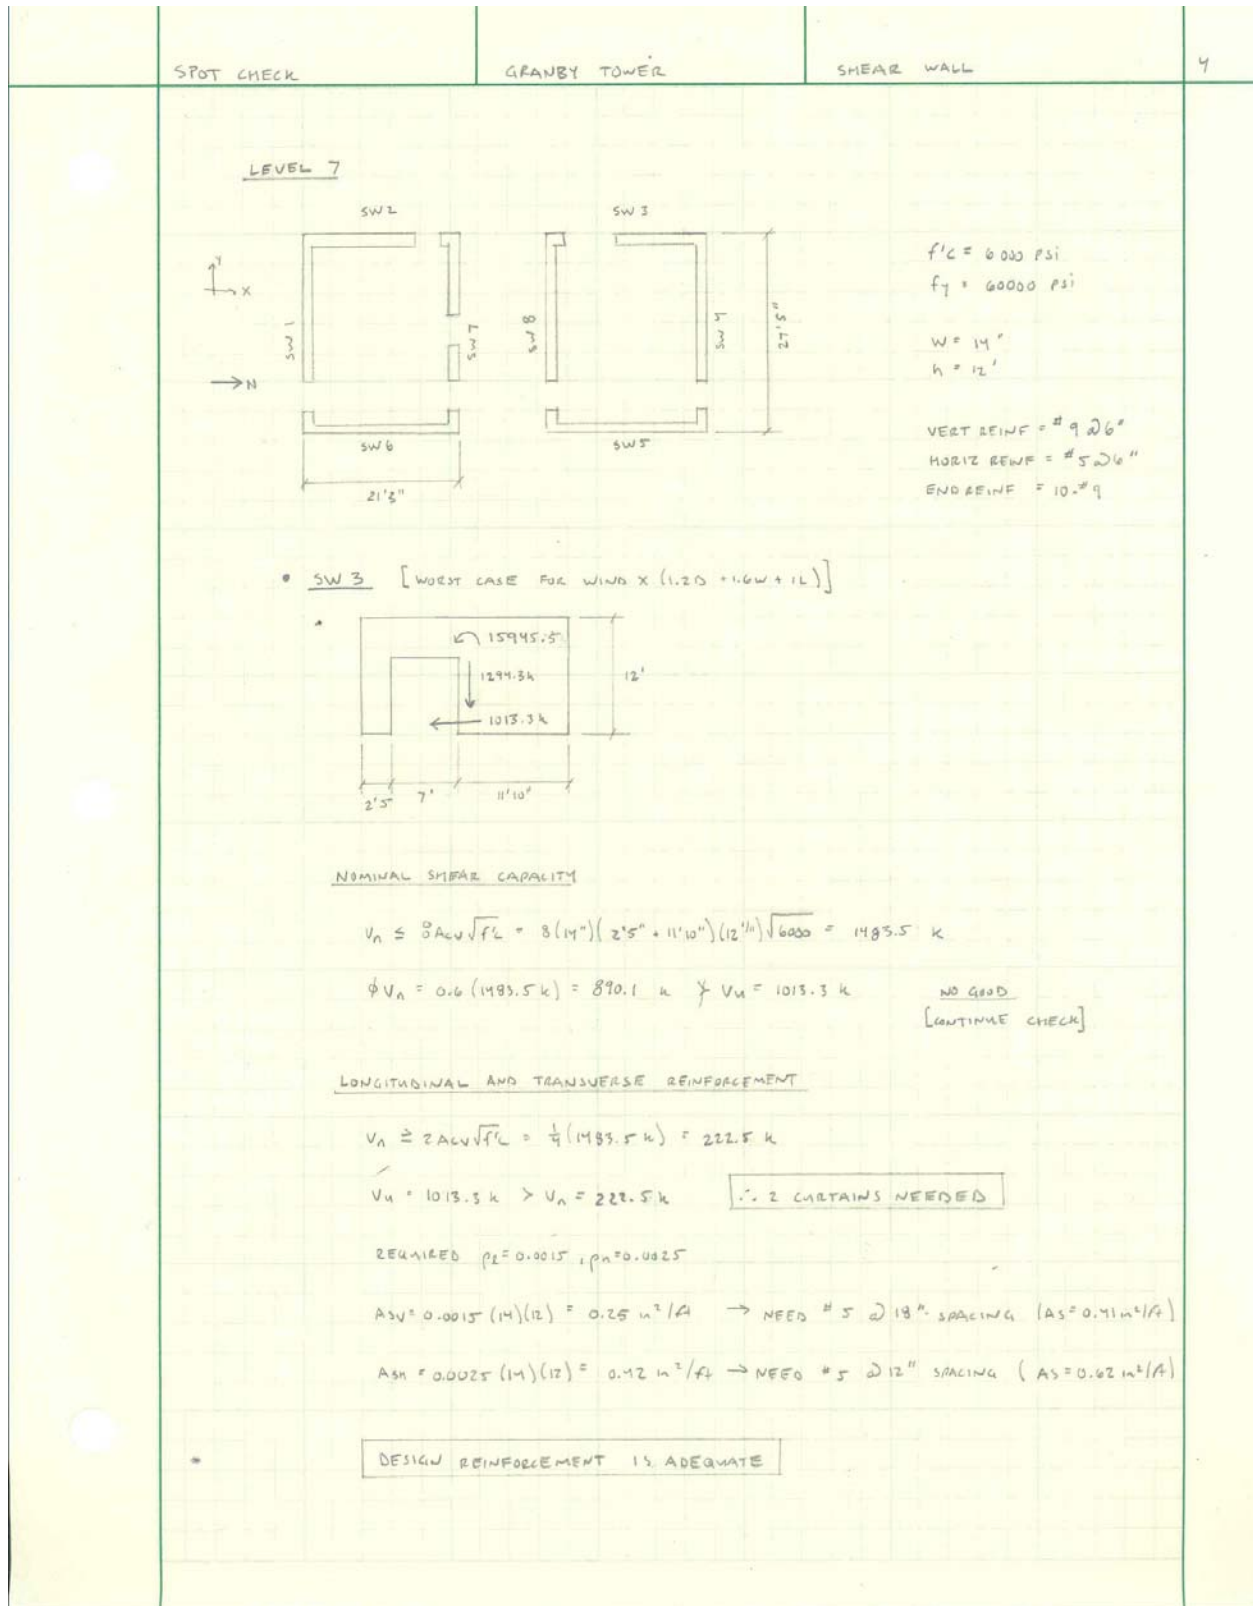 SPOT CHECK GRANBY TOWER SHEAR WALL 4
LEVEL 7
SW 2 SW 3
Y
X
N
SW 1 SW 7 SW 8 SW 4 27'5"
SW 6 SW 5
21'3"
f'c = 6000 psi
fy = 60000 psi
W = 14"
h = 12'
VERT REINF = #9 @ 6"
HORIZ REINF = #5 @ 6"
END REINF = 10-#9
• SW 3 [WORST CASE FOR WIND X (1.2D + 1.6W + 1L)]
15945.5
1294.3k
12'
1013.3k
2'5" 7' 11'10"
NOMINAL SHEAR CAPACITY
Vn ≤ 8Acv√f'c = 8(14")(2'5" + 11'10")(12"/1)√6000 = 1483.5 k
ϕVn = 0.6(1483.5 k) = 890.1 k ≯ Vu = 1013.3 k NO GOOD
[CONTINUE CHECK]
LONGITUDINAL AND TRANSVERSE REINFORCEMENT
Vn ≥ 2Acv√f'c = 1/4(1483.5 k) = 222.5 k
Vu = 1013.3 k > Vn = 222.5 k ∴ 2 CURTAINS NEEDED
REQUIRED ρℓ = 0.0015, ρn = 0.0025
Asv = 0.0015(14)(12) = 0.25 in²/ft → NEED #5 @ 18" SPACING (As = 0.41 in²/ft)
Ash = 0.0025(14)(12) = 0.42 in²/ft → NEED #5 @ 12" SPACING (As = 0.62 in²/ft)
DESIGN REINFORCEMENT IS ADEQUATE